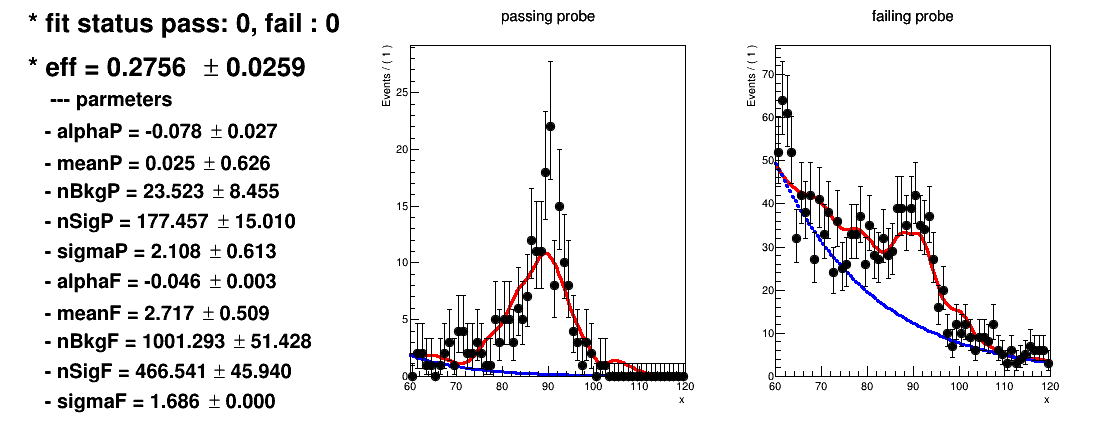 * fit status pass: 0, fail : 0
* eff = 0.2756 ± 0.0259
--- parmeters
- alphaP = -0.078 ± 0.027
- meanP = 0.025 ± 0.626
- nBkgP = 23.523 ± 8.455
- nSigP = 177.457 ± 15.010
- sigmaP = 2.108 ± 0.613
- alphaF = -0.046 ± 0.003
- meanF = 2.717 ± 0.509
- nBkgF = 1001.293 ± 51.428
- nSigF = 466.541 ± 45.940
- sigmaF = 1.686 ± 0.000
passing probe
Events / ( 1 )
25
20
15
10
5
0
60 70 80 90 100 110 120
x
failing probe
Events / ( 1 )
70
60
50
40
30
20
10
0
60 70 80 90 100 110 120
x